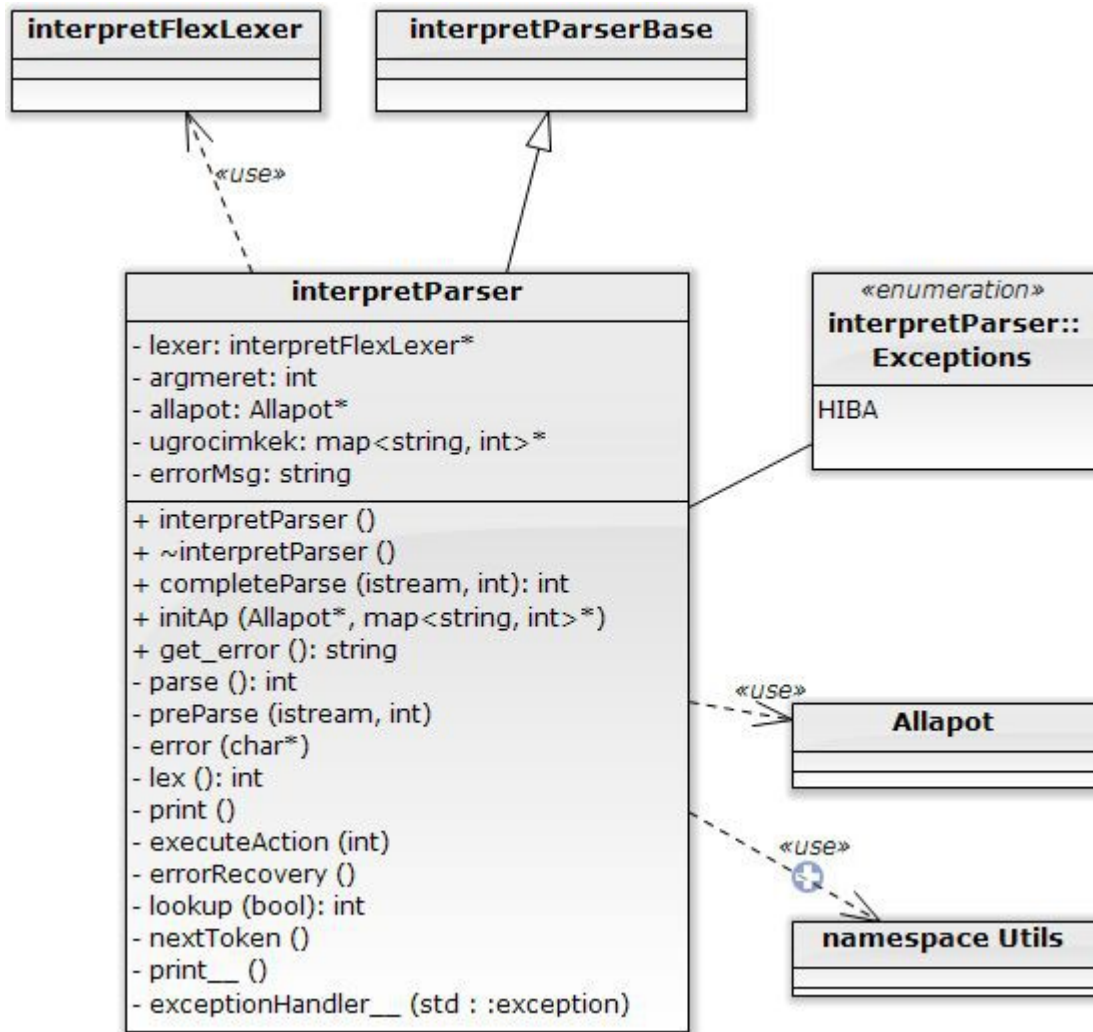 interpretFlexLexer
interpretParserBase
«use»
interpretParser
- lexer: interpretFlexLexer*
- argmeret: int
- allapot: Allapot*
- ugrocimkek: map<string, int>*
- errorMsg: string
+ interpretParser ()
+ ~interpretParser ()
+ completeParse (istream, int): int
+ initAp (Allapot*, map<string, int>*)
+ get_error (): string
- parse (): int
- preParse (istream, int)
- error (char*)
- lex (): int
- print ()
- executeAction (int)
- errorRecovery ()
- lookup (bool): int
- nextToken ()
- print__ ()
- exceptionHandler__ (std : :exception)
«enumeration»
interpretParser::
Exceptions
HIBA
«use»
Allapot
«use»
namespace Utils